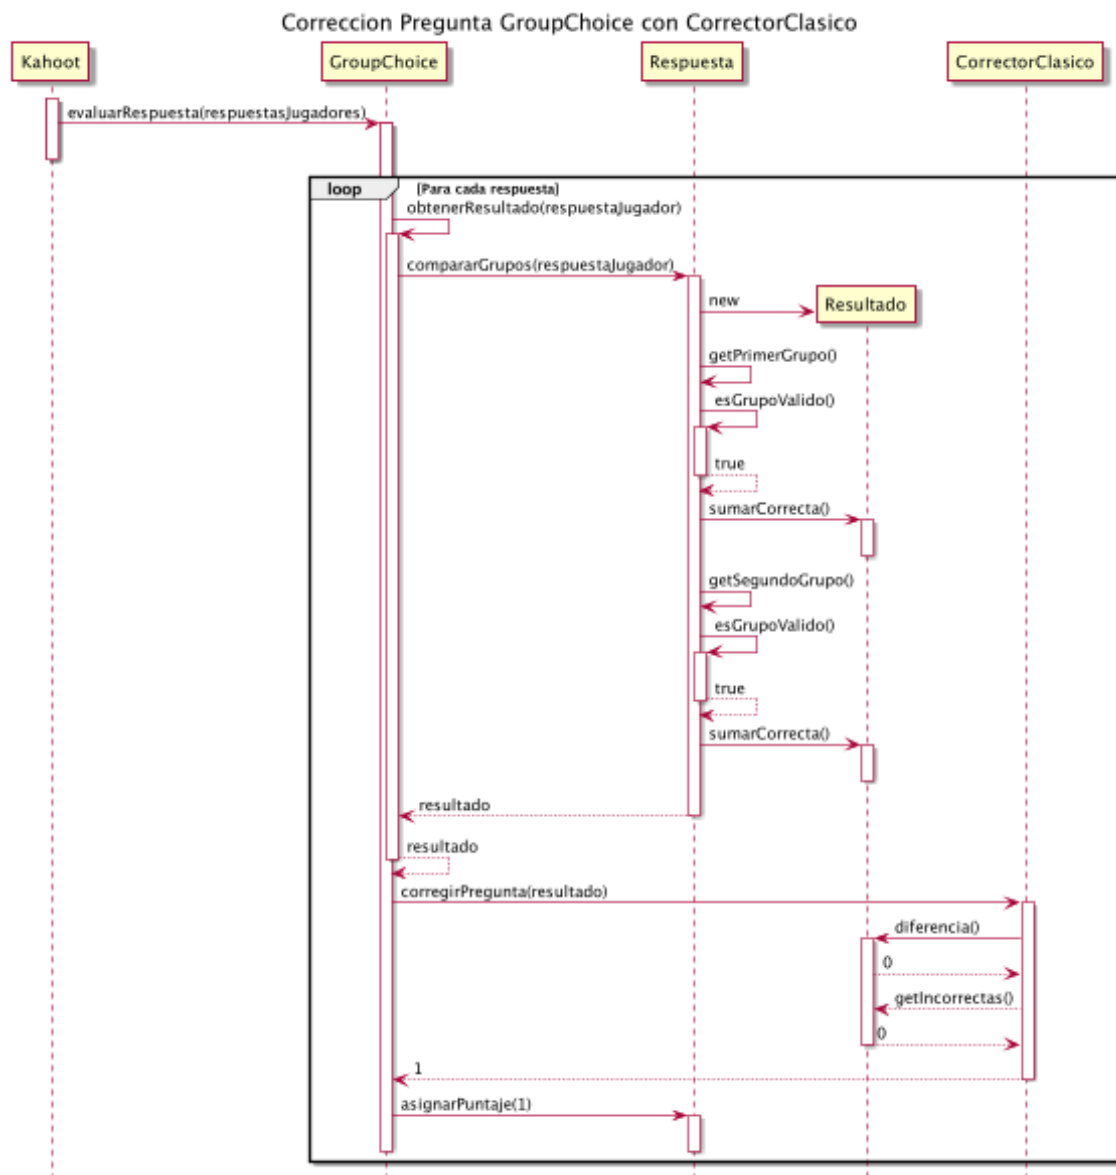 Correccion Pregunta GroupChoice con CorrectorClasico
Kahoot
GroupChoice
Respuesta
CorrectorClasico
evaluarRespuesta(respuestasJugadores)
loop
[Para cada respuesta]
obtenerResultado(respuestaJugador)
compararGrupos(respuestaJugador)
new
Resultado
getPrimerGrupo()
esGrupoValido()
true
sumarCorrecta()
getSegundoGrupo()
esGrupoValido()
true
sumarCorrecta()
resultado
resultado
corregirPregunta(resultado)
diferencia()
0
getIncorrectas()
0
1
asignarPuntaje(1)